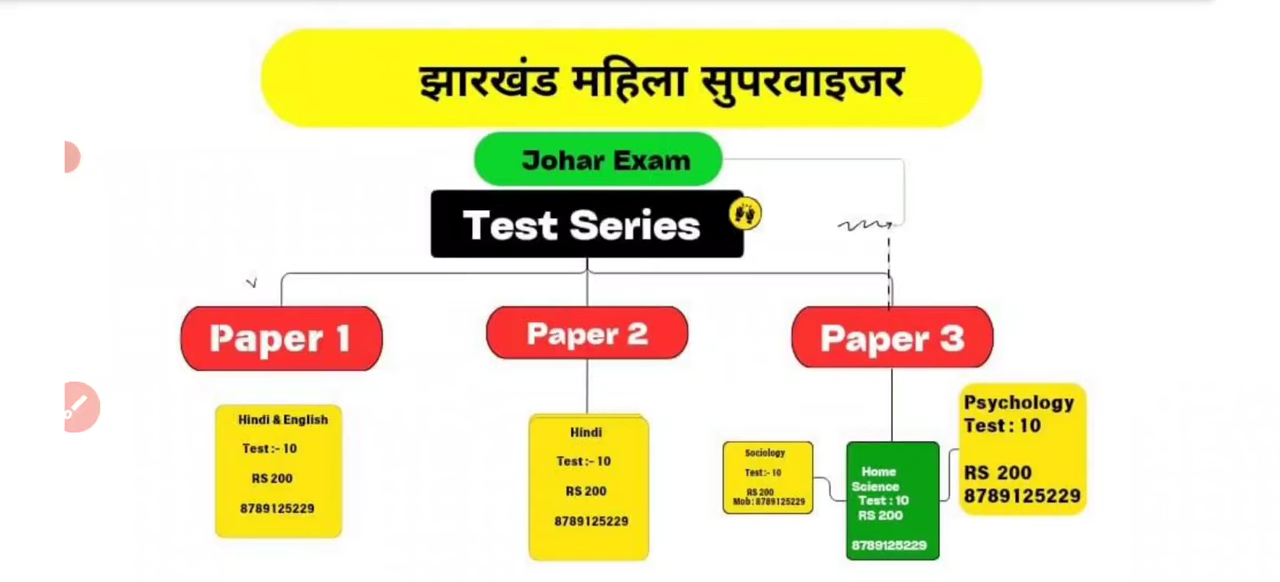 झारखंड महिला सुपरवाइजर
Johar Exam
Test Series
Paper 1
Paper 2
Paper 3
Hindi & English
Test :- 10
RS 200
8789125229
Hindi
Test :- 10
RS 200
8789125229
Sociology
Test :- 10
RS 200
Mob : 8789125229
Home
Science
Test : 10
RS 200
8789125229
Psychology
Test : 10
RS 200
8789125229